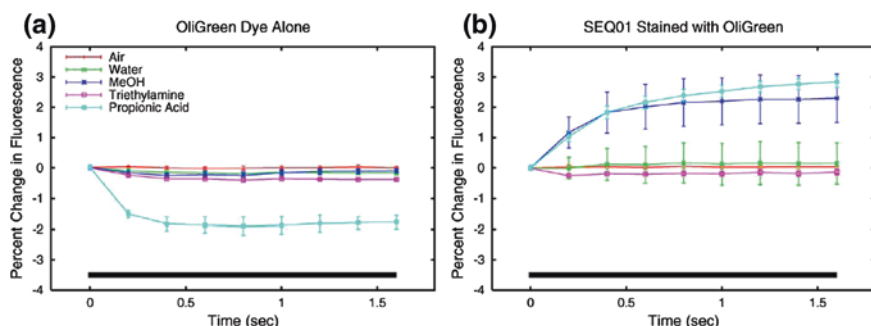 (a)
OliGreen Dye Alone
Percent Change in Fluorescence
4
3
2
1
0
-1
-2
-3
-4
Air
Water
MeOH
Triethylamine
Propionic Acid
0
0.5
1
1.5
Time (sec)
(b)
SEQ01 Stained with OliGreen
Percent Change in Fluorescence
4
3
2
1
0
-1
-2
-3
-4
0
0.5
1
1.5
Time (sec)